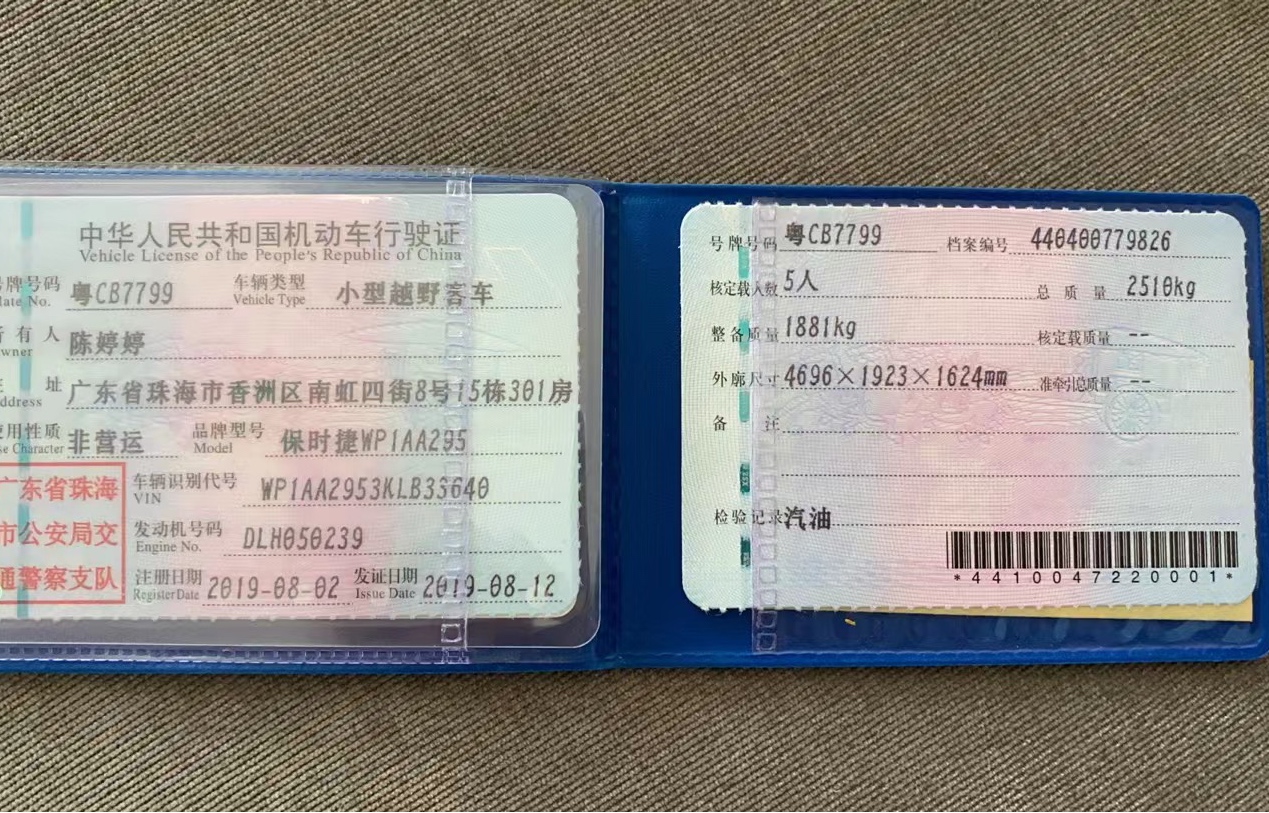 中华人民共和国机动车行驶证
Vehicle License of the People's Republic of China
号牌号码 粤CB7799 车辆类型 小型越野客车
Plate No. Vehicle Type
所有人 陈婷婷
Owner
住址 广东省珠海市香洲区南虹四街8号15栋301房
Address
使用性质 非营运 品牌型号 保时捷WP1AA295
Use Character Model
广东省珠海
市公安局交
通警察支队
车辆识别代号 WP1AA2953KLB33640
VIN
发动机号码 DLH050239
Engine No.
注册日期 2019-08-02 发证日期 2019-08-12
Register Date Issue Date
号牌号码 粤CB7799 档案编号 440400779826
核定载人数 5人 总质量 2510kg
整备质量 1881kg 核定载质量 --
外廓尺寸 4696×1923×1624mm 准牵引总质量 --
备注
检验记录 汽油
*4410047220001*